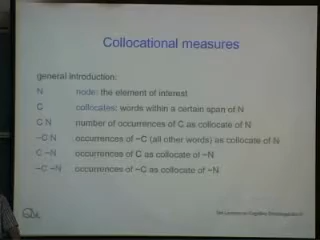 Collocational measures
general introduction:
N node: the element of interest
C collocates: words within a certain span of N
C N number of occurrences of C as collocate of N
¬C N occurrences of ¬C (all other words) as collocate of N
C ¬N occurrences of C as collocate of ¬N
¬C ¬N occurrences of ¬C as collocate of ¬N